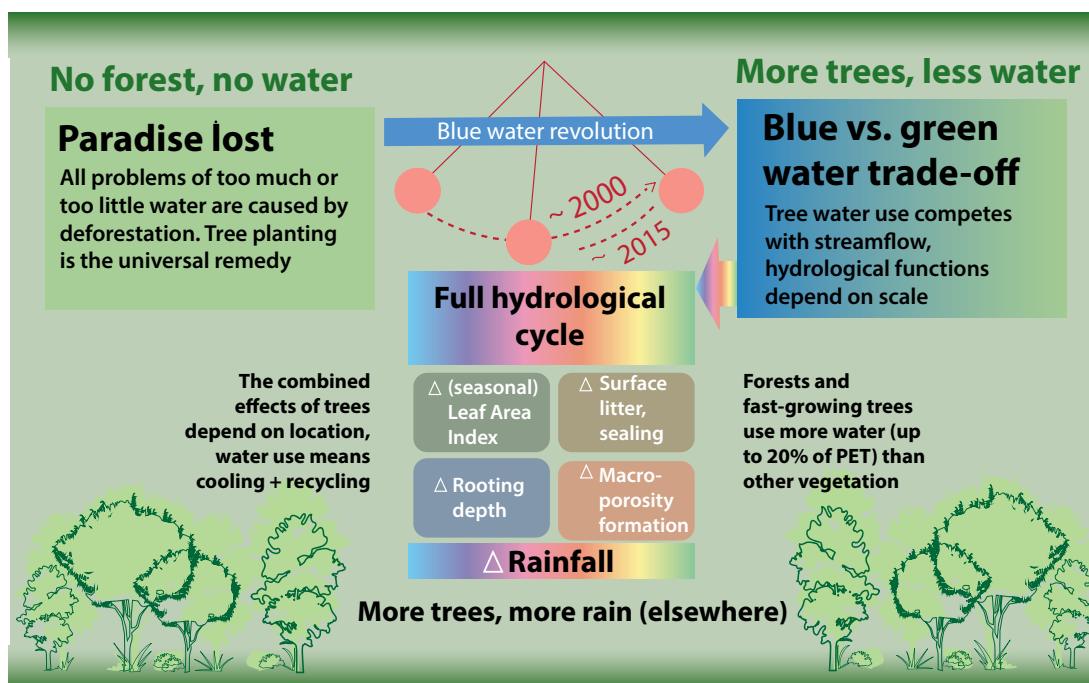 No forest, no water
Paradise lost
All problems of too much or
too little water are caused by
deforestation. Tree planting
is the universal remedy
Blue water revolution
~ 2000
~ 2015
More trees, less water
Blue vs. green
water trade-off
Tree water use competes
with streamflow,
hydrological functions
depend on scale
Full hydrological
cycle
The combined
effects of trees
depend on location,
water use means
cooling + recycling
△ (seasonal)
Leaf Area
Index
△ Surface
litter,
sealing
△ Rooting
depth
△ Macro-
porosity
formation
Forests and
fast-growing trees
use more water (up
to 20% of PET) than
other vegetation
△ Rainfall
More trees, more rain (elsewhere)